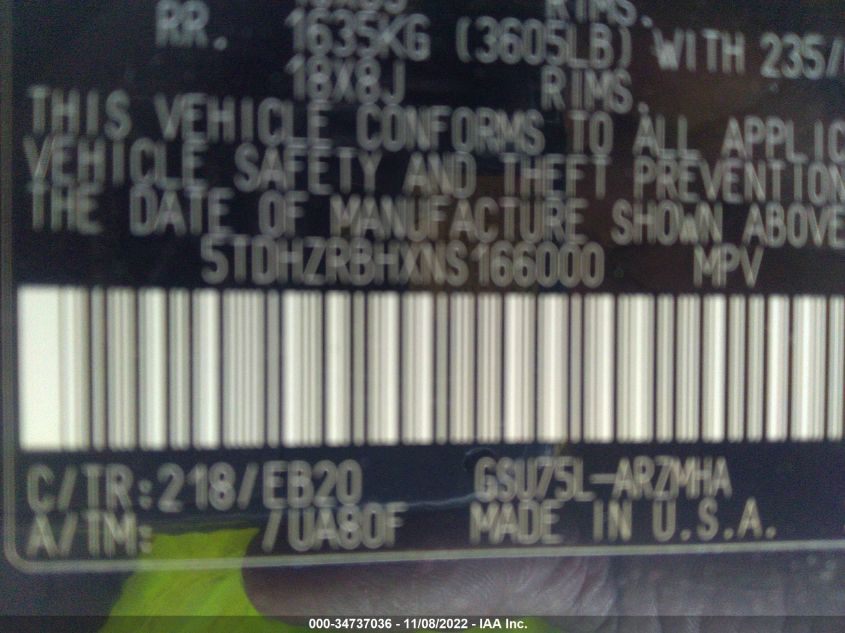 RIMS.
RR. 1635KG (3605LB) WITH 235/
18X8J RIMS.
THIS VEHICLE CONFORMS TO ALL APPLIC
VEHICLE SAFETY AND THEFT PREVENTION
THE DATE OF MANUFACTURE SHOWN ABOVE
5TDHZRBHXNS166000 MPV
C/TR:218/EB20 GSU75L-ARZMHA
A/TM: /UA80F MADE IN U.S.A.
000-34737036 - 11/08/2022 - IAA Inc.